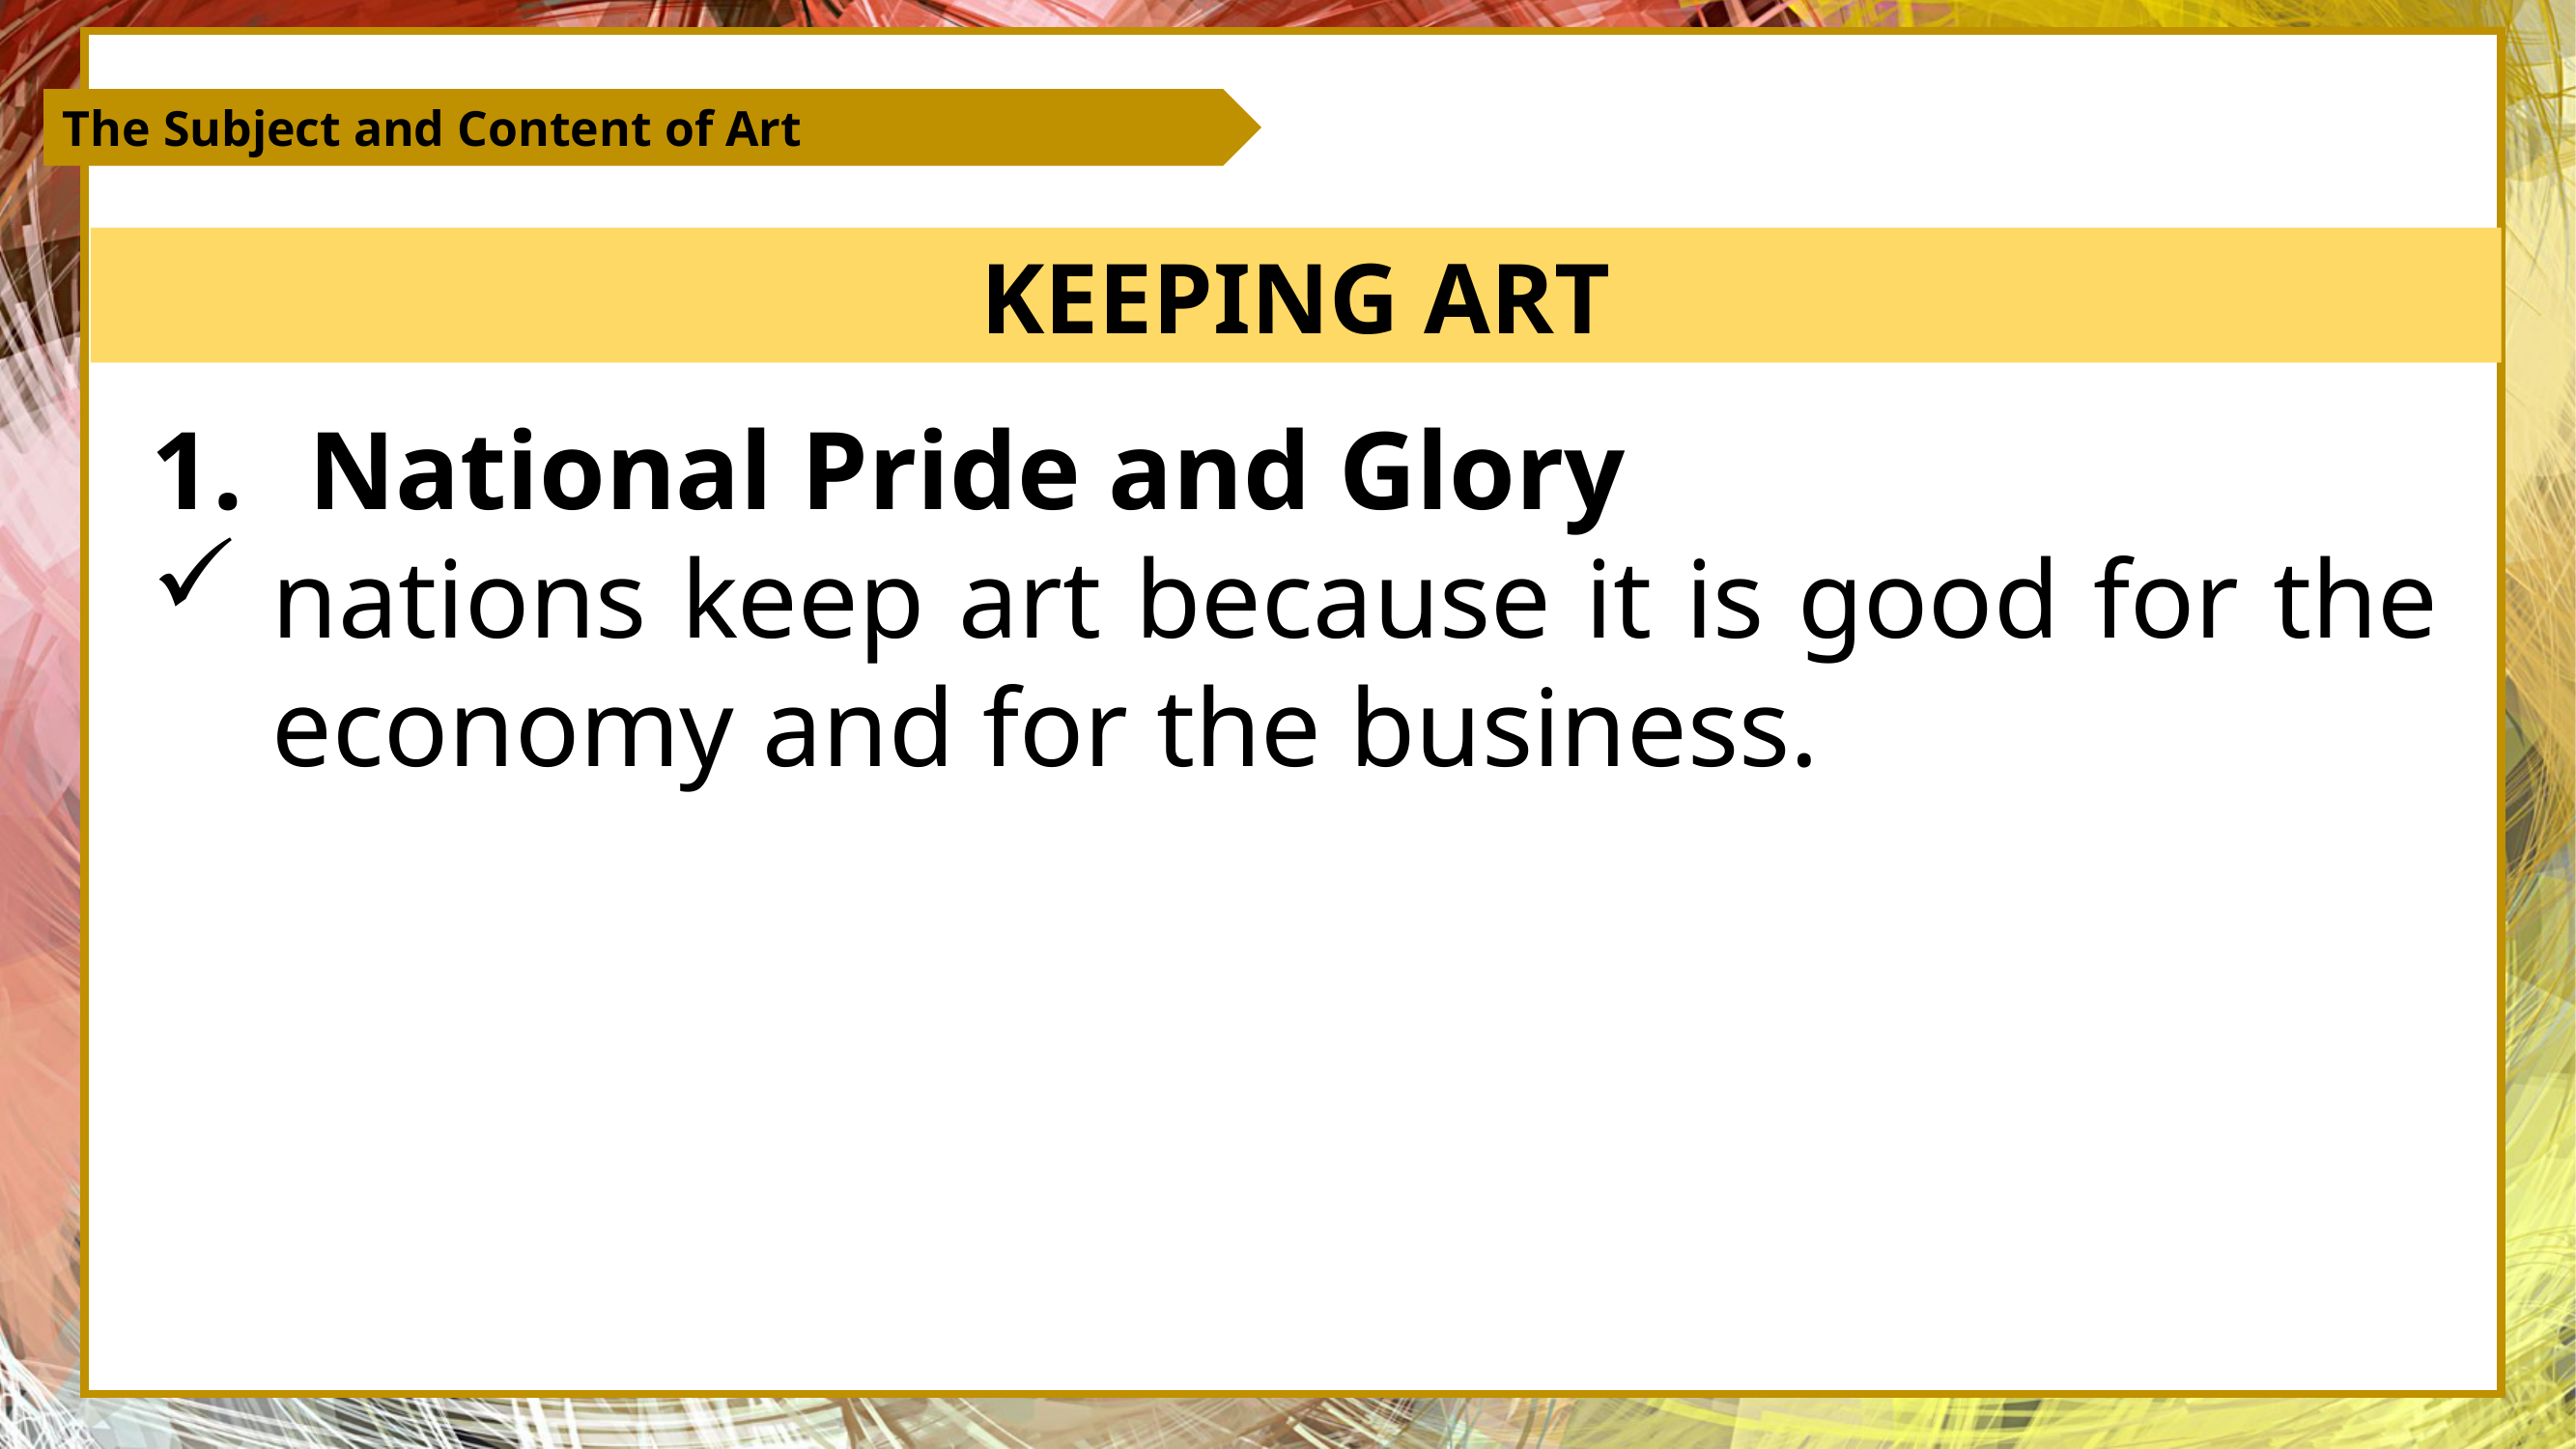 The Subject and Content of Art
KEEPING ART
1. National Pride and Glory
✓ nations keep art because it is good for the
economy and for the business.